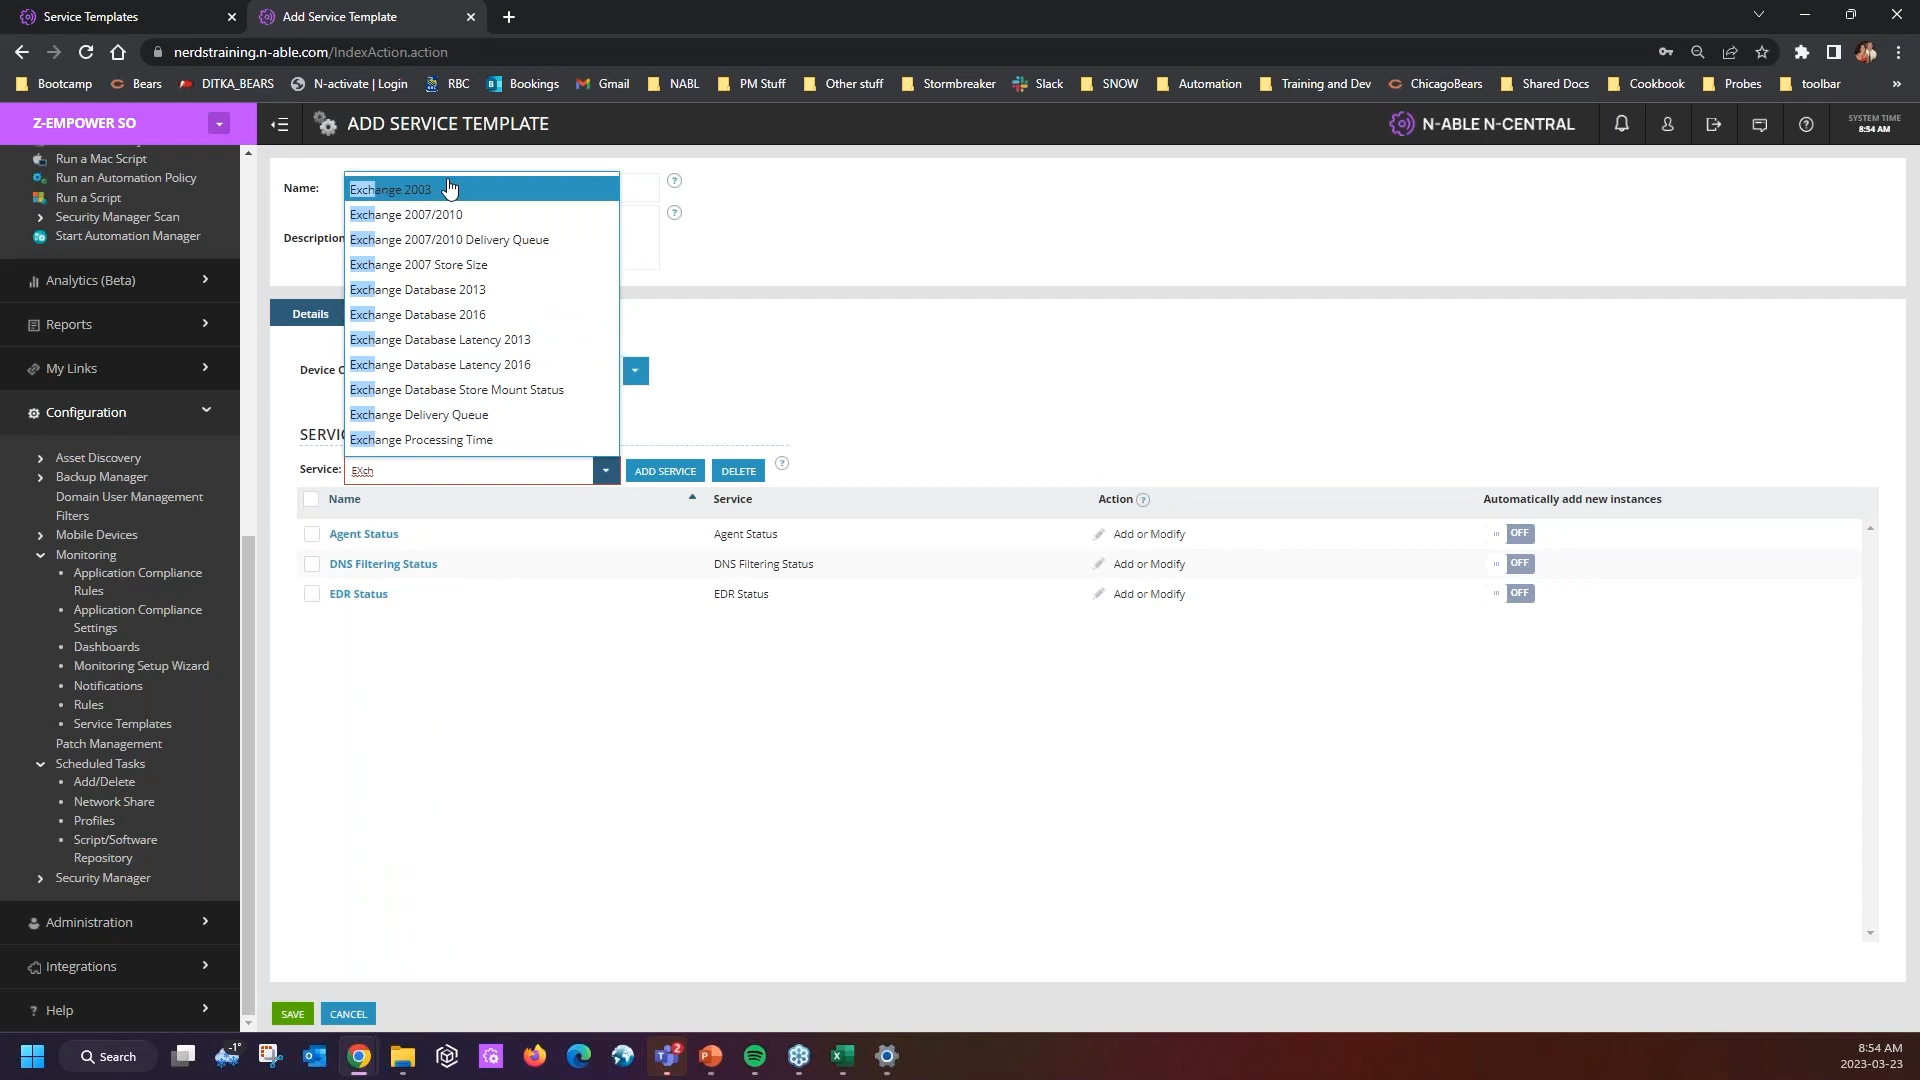 Service Templates
Add Service Template
nerdstraining.n-able.com/IndexAction.action
Bootcamp Bears DITKA_BEARS N-activate | Login RBC Bookings Gmail NABL PM Stuff Other stuff Stormbreaker Slack SNOW Automation Training and Dev ChicagoBears Shared Docs Cookbook Probes toolbar »
Z-EMPOWER SO
ADD SERVICE TEMPLATE
N-ABLE N-CENTRAL
SYSTEM TIME
8:54 AM
Run a Mac Script
Run an Automation Policy
Run a Script
Security Manager Scan
Start Automation Manager
Analytics (Beta)
Reports
My Links
Configuration
Asset Discovery
Backup Manager
Domain User Management
Filters
Mobile Devices
Monitoring
Application Compliance
Rules
Application Compliance
Settings
Dashboards
Monitoring Setup Wizard
Notifications
Rules
Service Templates
Patch Management
Scheduled Tasks
Add/Delete
Network Share
Profiles
Script/Software
Repository
Security Manager
Administration
Integrations
Help
Name:
Description
Details
Device C
SERVIC
Exchange 2003
Exchange 2007/2010
Exchange 2007/2010 Delivery Queue
Exchange 2007 Store Size
Exchange Database 2013
Exchange Database 2016
Exchange Database Latency 2013
Exchange Database Latency 2016
Exchange Database Store Mount Status
Exchange Delivery Queue
Exchange Processing Time
Service: EXch ADD SERVICE DELETE
Name Service Action Automatically add new instances
Agent Status Agent Status Add or Modify OFF
DNS Filtering Status DNS Filtering Status Add or Modify OFF
EDR Status EDR Status Add or Modify OFF
SAVE CANCEL
Search
-1°
2
8:54 AM
2023-03-23